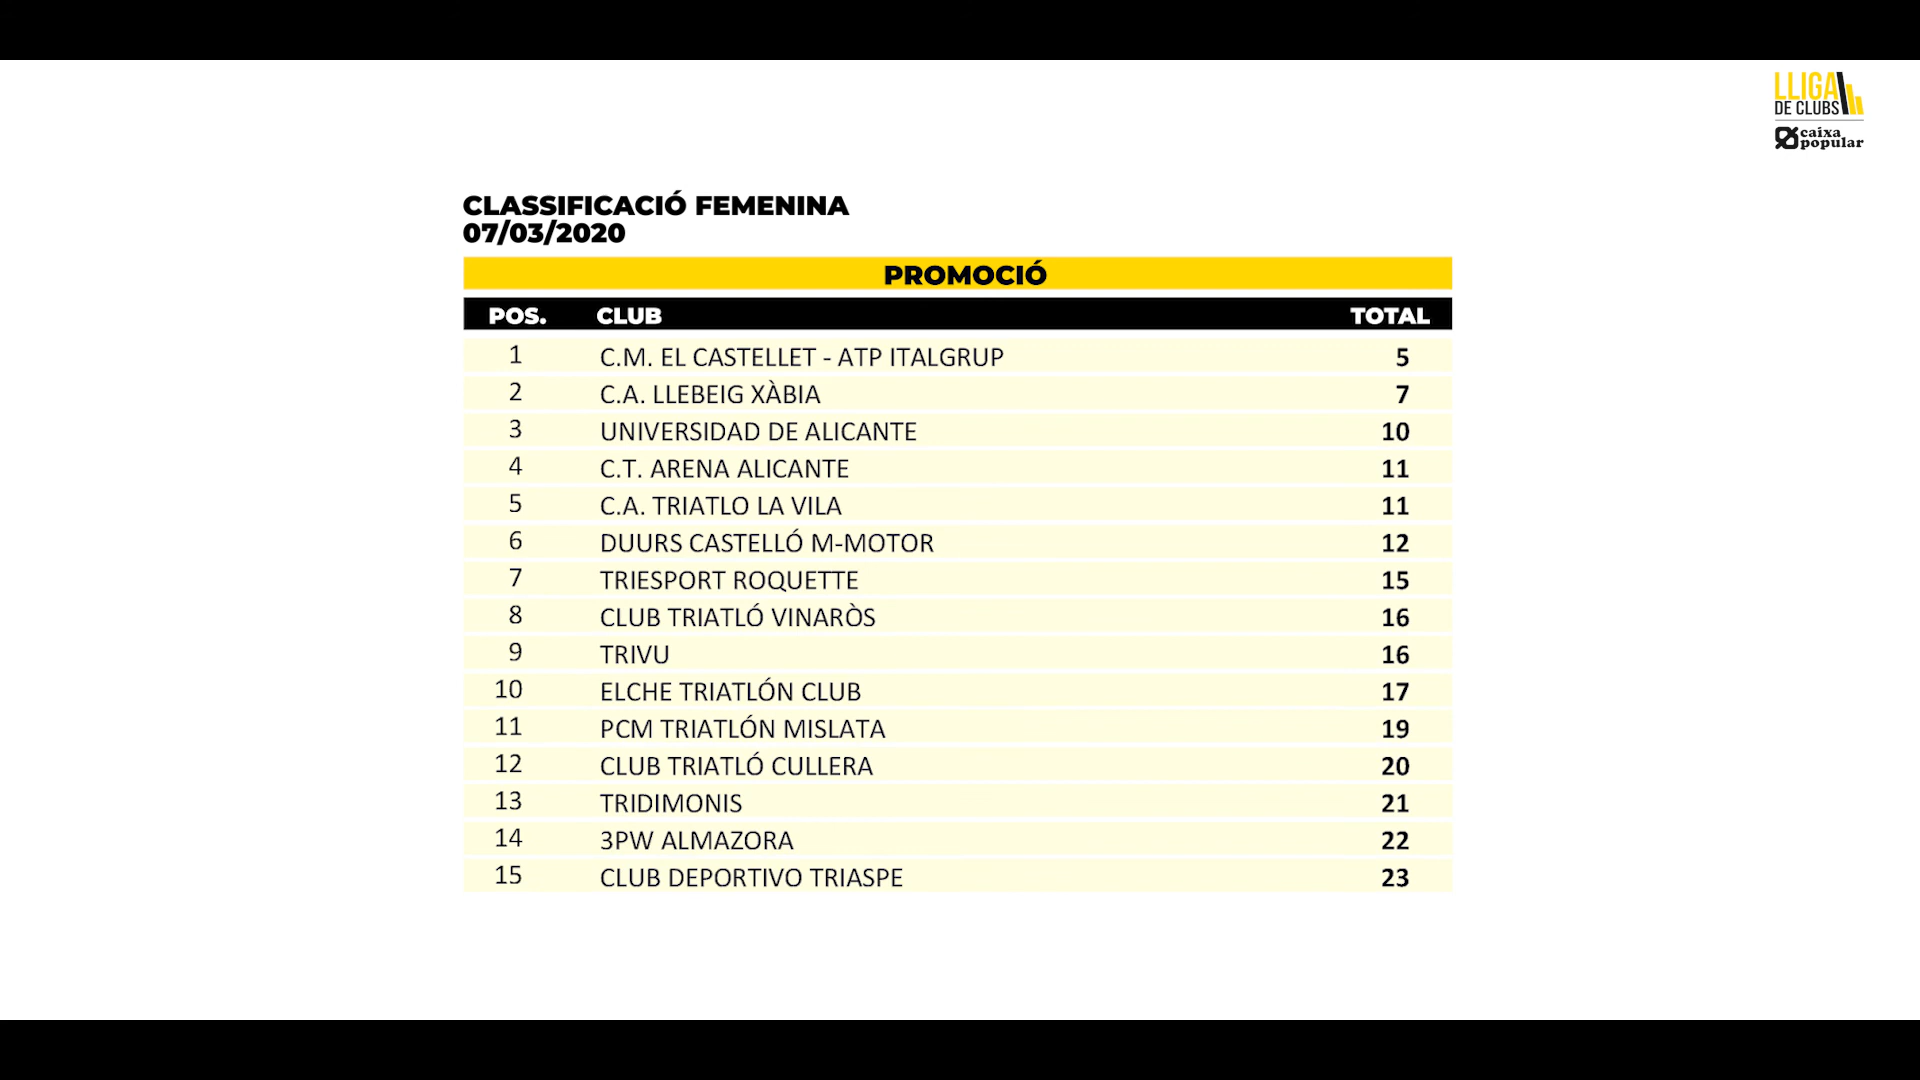 LLIGA
DE CLUBS
caixa
popular
CLASSIFICACIÓ FEMENINA
07/03/2020
PROMOCIÓ
POS. CLUB TOTAL
1 C.M. EL CASTELLET - ATP ITALGRUP 5
2 C.A. LLEBEIG XÀBIA 7
3 UNIVERSIDAD DE ALICANTE 10
4 C.T. ARENA ALICANTE 11
5 C.A. TRIATLO LA VILA 11
6 DUURS CASTELLÓ M-MOTOR 12
7 TRIESPORT ROQUETTE 15
8 CLUB TRIATLÓ VINARÒS 16
9 TRIVU 16
10 ELCHE TRIATLÓN CLUB 17
11 PCM TRIATLÓN MISLATA 19
12 CLUB TRIATLÓ CULLERA 20
13 TRIDIMONIS 21
14 3PW ALMAZORA 22
15 CLUB DEPORTIVO TRIASPE 23